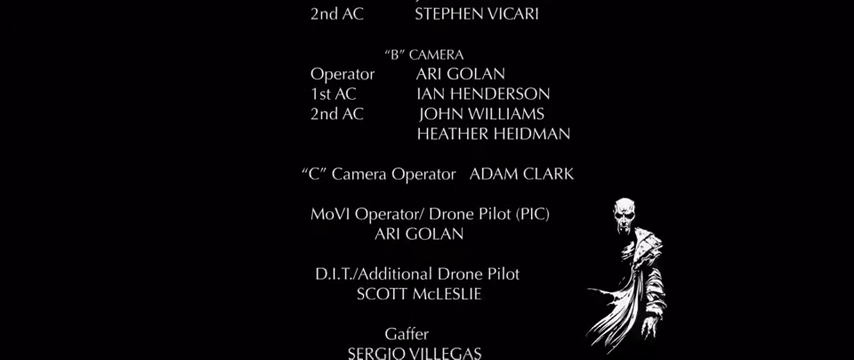 2nd AC STEPHEN VICARI
“B” CAMERA
Operator ARI GOLAN
1st AC IAN HENDERSON
2nd AC JOHN WILLIAMS
HEATHER HEIDMAN
“C” Camera Operator ADAM CLARK
MoVI Operator/ Drone Pilot (PIC)
ARI GOLAN
D.I.T./Additional Drone Pilot
SCOTT McLESLIE
Gaffer
SERGIO VILLEGAS